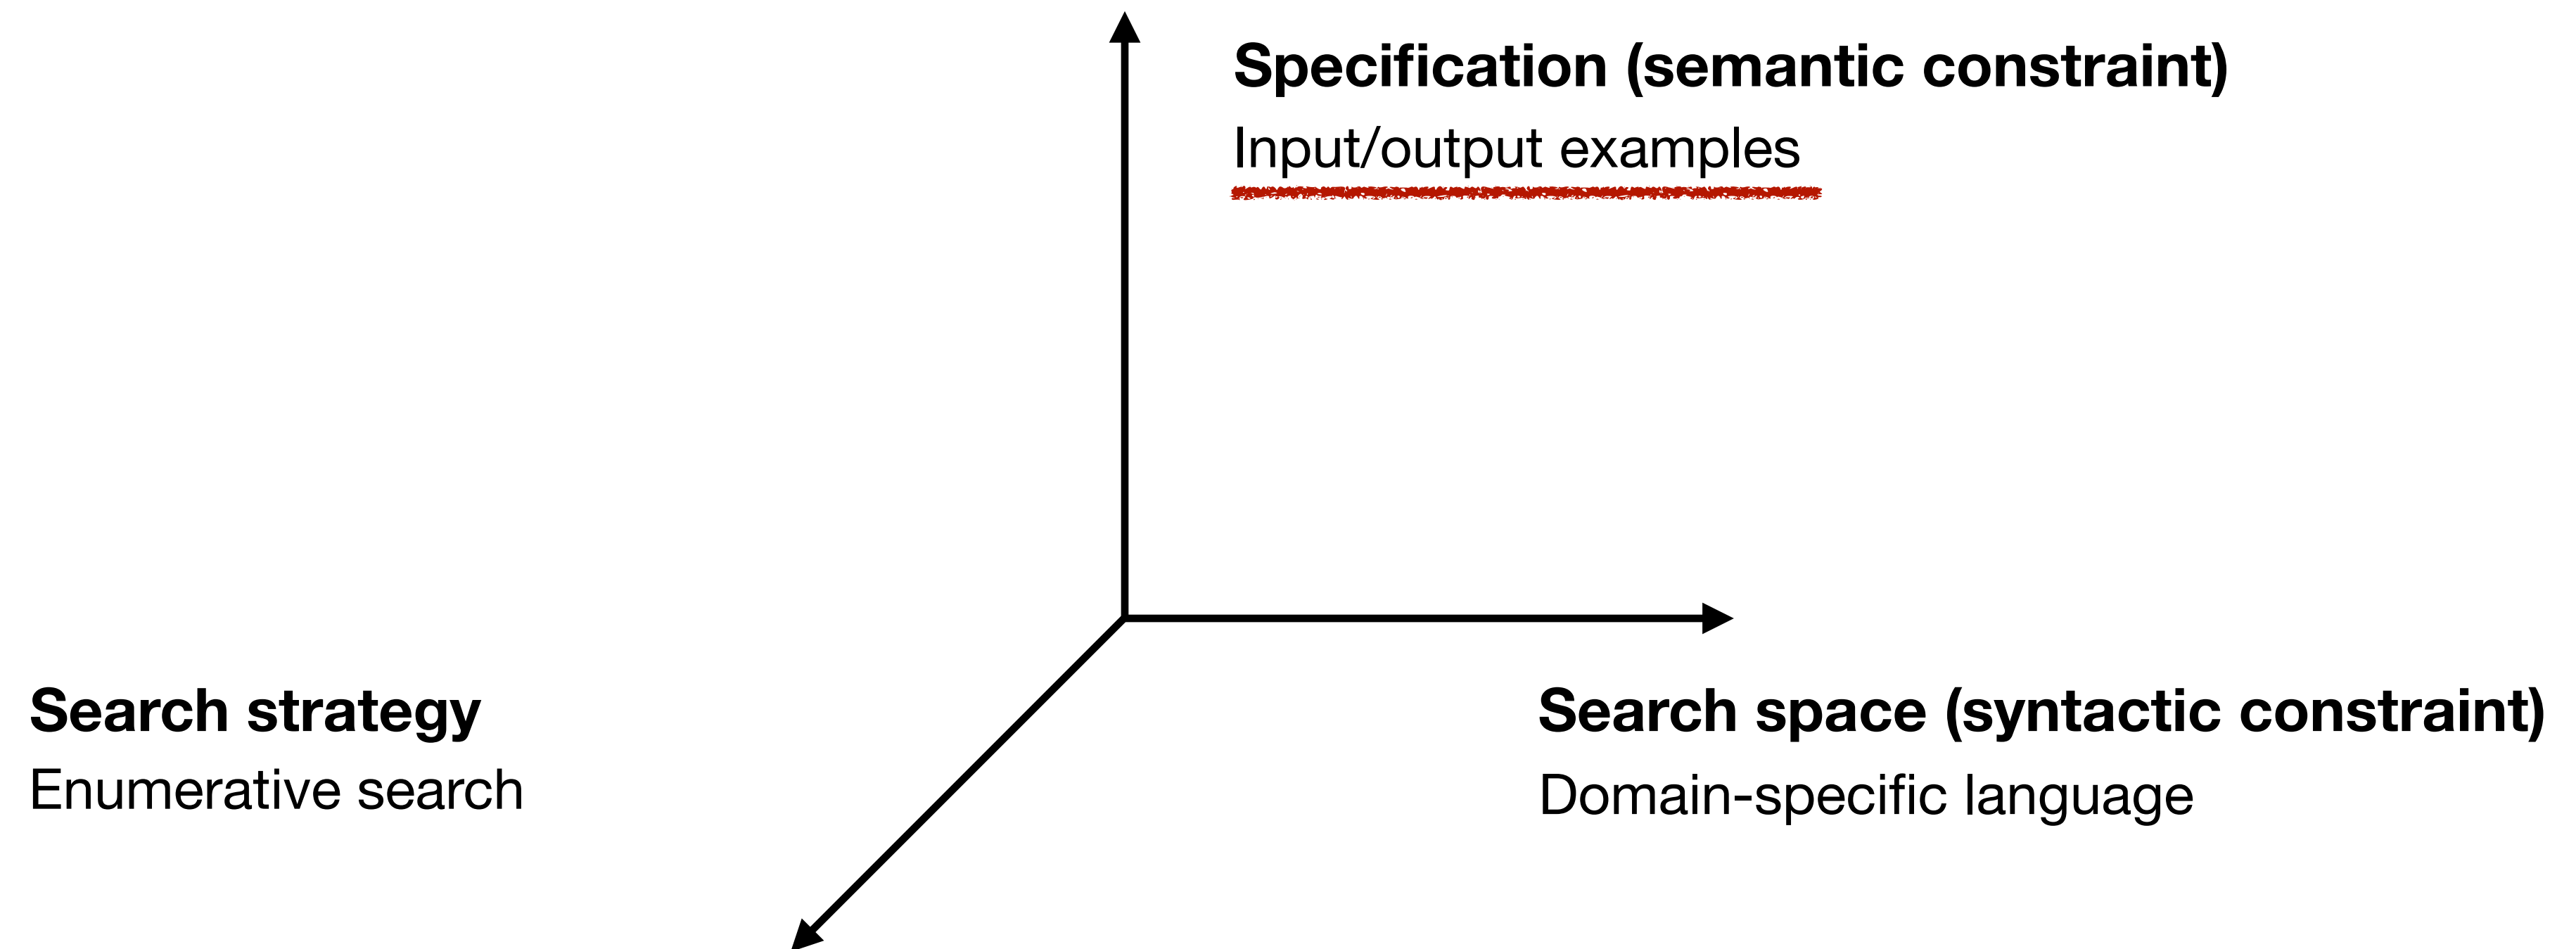 Specification (semantic constraint)
Input/output examples
Search strategy
Enumerative search
Search space (syntactic constraint)
Domain-specific language